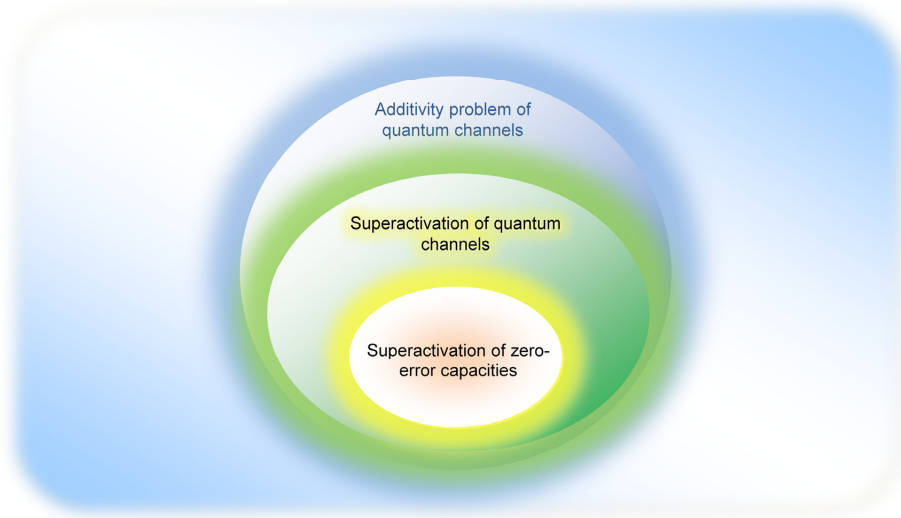 Additivity problem of
quantum channels
Superactivation of quantum
channels
Superactivation of zero-
error capacities